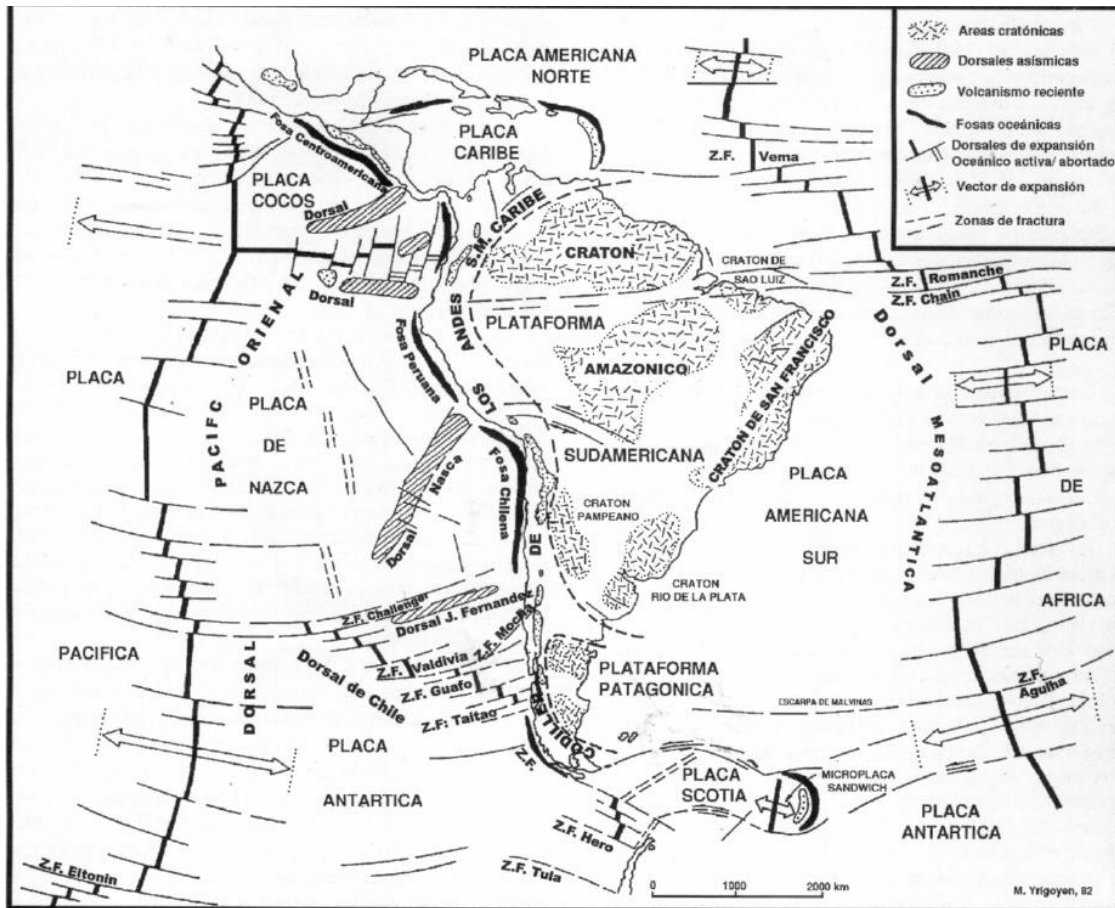 PLACA AMERICANA
NORTE
Areas cratónicas
Dorsales asísmicas
Volcanismo reciente
Fosas oceánicas
Dorsales de expansión
Oceánico activa/ abortado
Vector de expansión
Zonas de fractura
Fosa Centroamericana
PLACA
CARIBE
Z.F. Vema
PLACA
COCOS
Dorsal
S.M. CARIBE
CRATON
CRATON DE
SAO LUIZ
Z.F. Romanche
Z.F. Chain
Dorsal
PACIFC ORIENAL
PLATAFORMA
Fosa Peruana
AMAZONICO
CRATON DE SAN FRANCISCO
Dorsal
MESOATLANTICA
PLACA
DE
AFRICA
PLACA
PLACA
DE
NAZCA
Dorsal Nasca
Fosa Chilena
SUDAMERICANA
CRATON
PAMPEANO
PLACA
AMERICANA
SUR
CRATON
RIO DE LA PLATA
Z.F. Challenger
Dorsal J. Fernandez
Z.F. Mocha
Z.F. Valdivia
Z.F. Guafo
Z.F: Taitao
Z.F.
Dorsal de Chile
PACIFICA
DORSAL
CODILLERA DE LOS ANDES
PLATAFORMA
PATAGONICA
ESCARPA DE MALVINAS
Z.F.
Agulha
PLACA
ANTARTICA
PLACA
SCOTIA
MICROPLACA
SANDWICH
PLACA
ANTARTICA
Z.F. Hero
Z.F. Tula
Z.F. Eltonin
0 1000 2000 km
M. Yrigoyen, 82